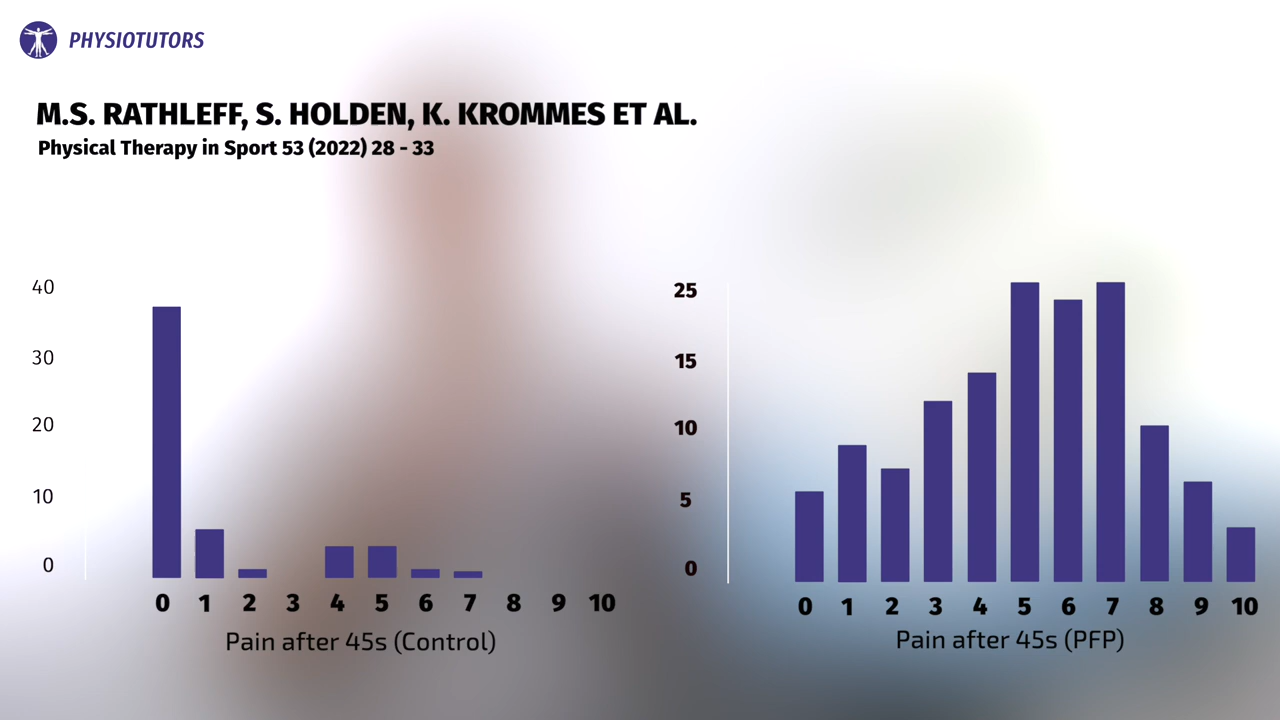 PHYSIOTUTORS
M.S. RATHLEFF, S. HOLDEN, K. KROMMES ET AL.
Physical Therapy in Sport 53 (2022) 28 - 33
40
30
20
10
0
0 1 2 3 4 5 6 7 8 9 10
Pain after 45s (Control)
25
15
10
5
0
0 1 2 3 4 5 6 7 8 9 10
Pain after 45s (PFP)